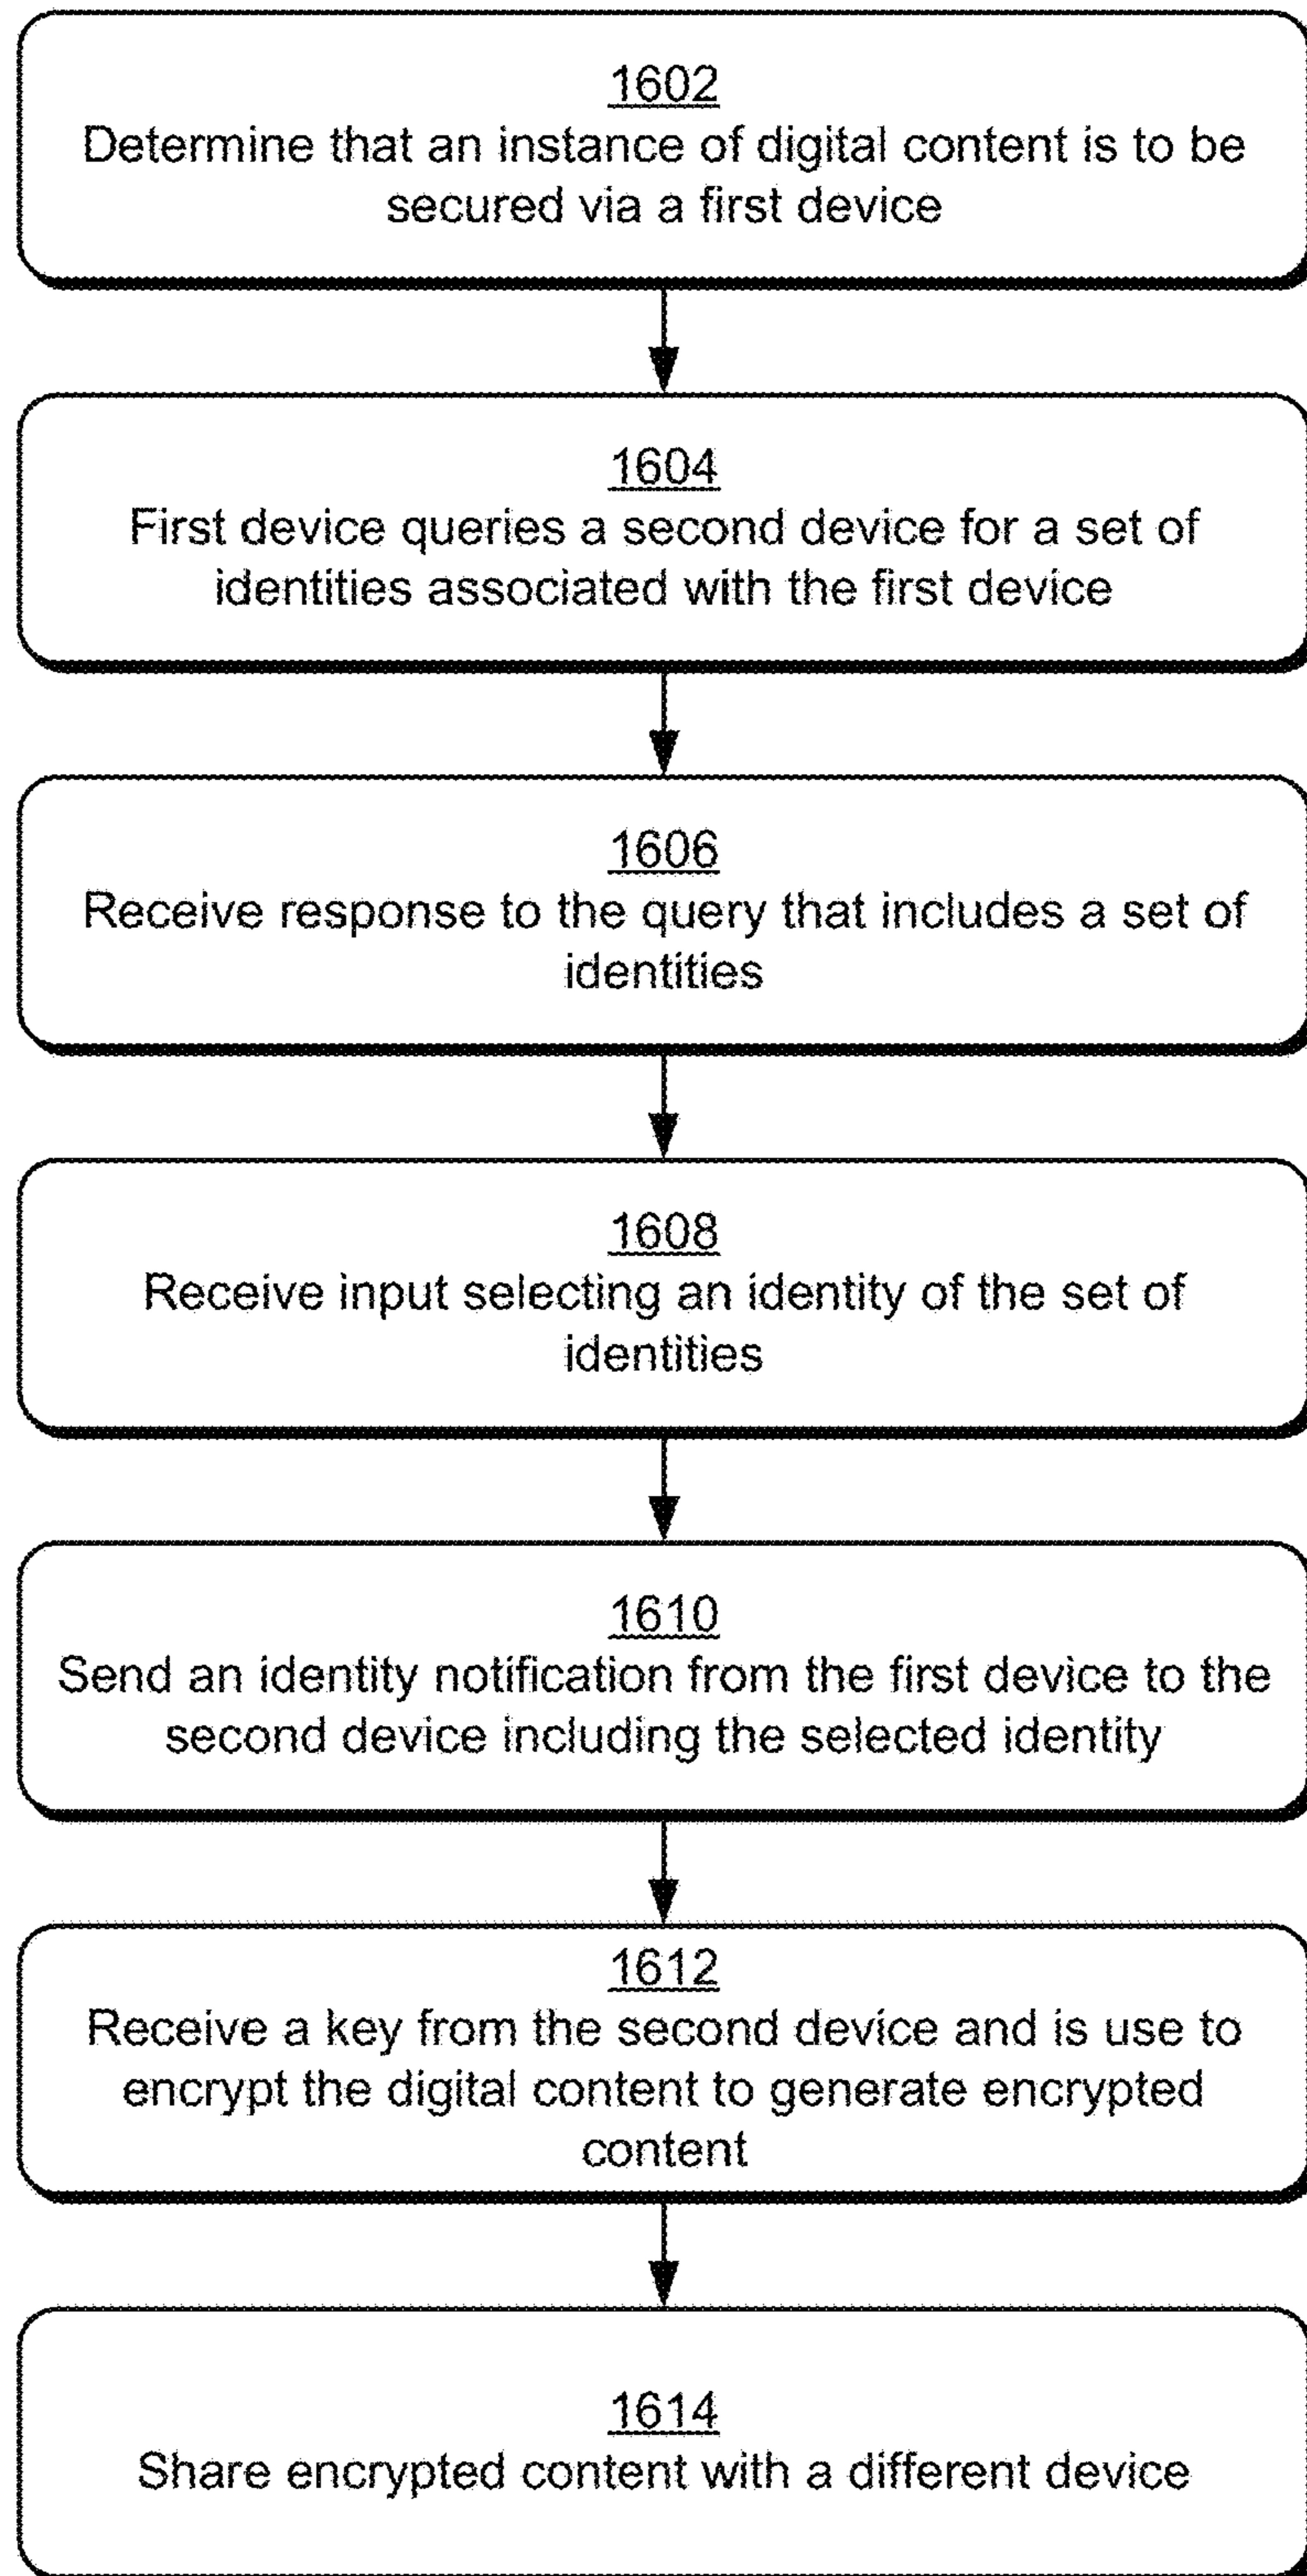 1602
Determine that an instance of digital content is to be
secured via a first device
1604
First device queries a second device for a set of
identities associated with the first device
1606
Receive response to the query that includes a set of
identities
1608
Receive input selecting an identity of the set of
identities
1610
Send an identity notification from the first device to the
second device including the selected identity
1612
Receive a key from the second device and is use to
encrypt the digital content to generate encrypted
content
1614
Share encrypted content with a different device